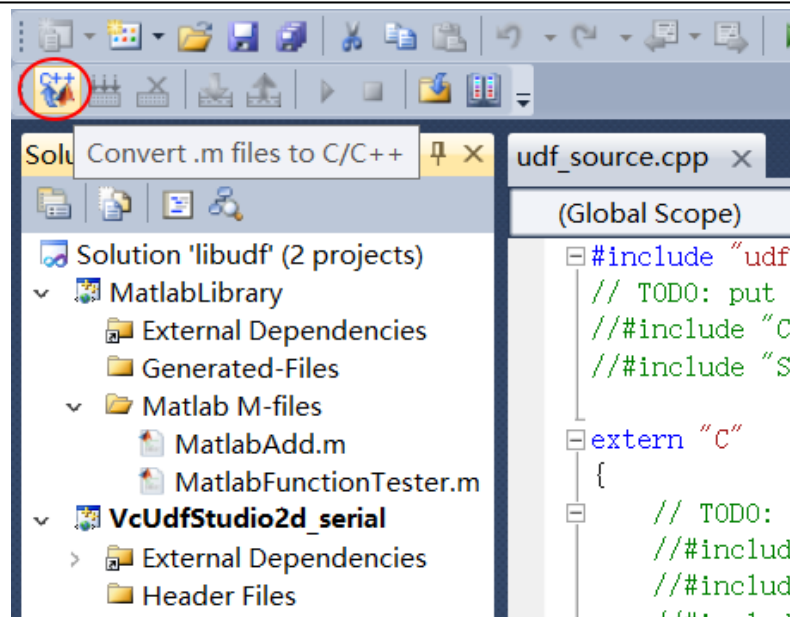 C++
Convert .m files to C/C++
Solu
udf_source.cpp
(Global Scope)
Solution 'libudf' (2 projects)
MatlabLibrary
External Dependencies
Generated-Files
Matlab M-files
MatlabAdd.m
MatlabFunctionTester.m
VcUdfStudio2d_serial
External Dependencies
Header Files
#include "udf
// TODO: put
//#include "C
//#include "S
extern "C"
{
// TODO:
//includ
//#includ